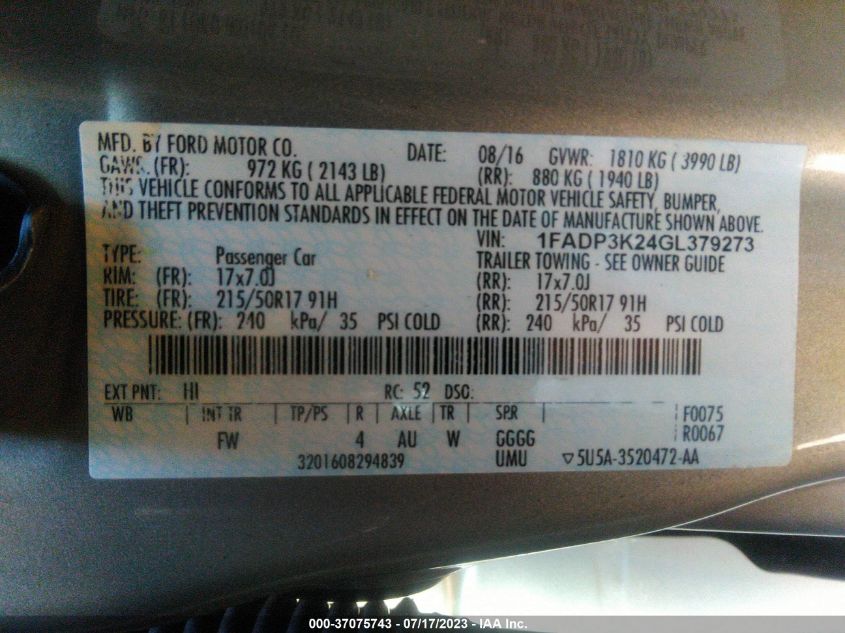 MFD. BY FORD MOTOR CO. DATE: 08/16 GVWR: 1810 KG ( 3990 LB)
GAWR. (FR): 972 KG ( 2143 LB) (RR): 880 KG ( 1940 LB)
THIS VEHICLE CONFORMS TO ALL APPLICABLE FEDERAL MOTOR VEHICLE SAFETY, BUMPER,
AND THEFT PREVENTION STANDARDS IN EFFECT ON THE DATE OF MANUFACTURE SHOWN ABOVE.
VIN: 1FADP3K24GL379273
TYPE: Passenger Car TRAILER TOWING - SEE OWNER GUIDE
RIM: (FR): 17x7.0J (RR): 17x7.0J
TIRE: (FR): 215/50R17 91H (RR): 215/50R17 91H
PRESSURE: (FR): 240 kPa/ 35 PSI COLD (RR): 240 kPa/ 35 PSI COLD
EXT PNT: HI RC: 52 DSO:
WB | INT TR | TP/PS | R | AXLE | TR | SPR | F0075
FW 4 AU W GGGG R0067
3201608294839 UMU ▽5U5A-3520472-AA
000-37075743 / 07/17/2023 - © IAA Inc.